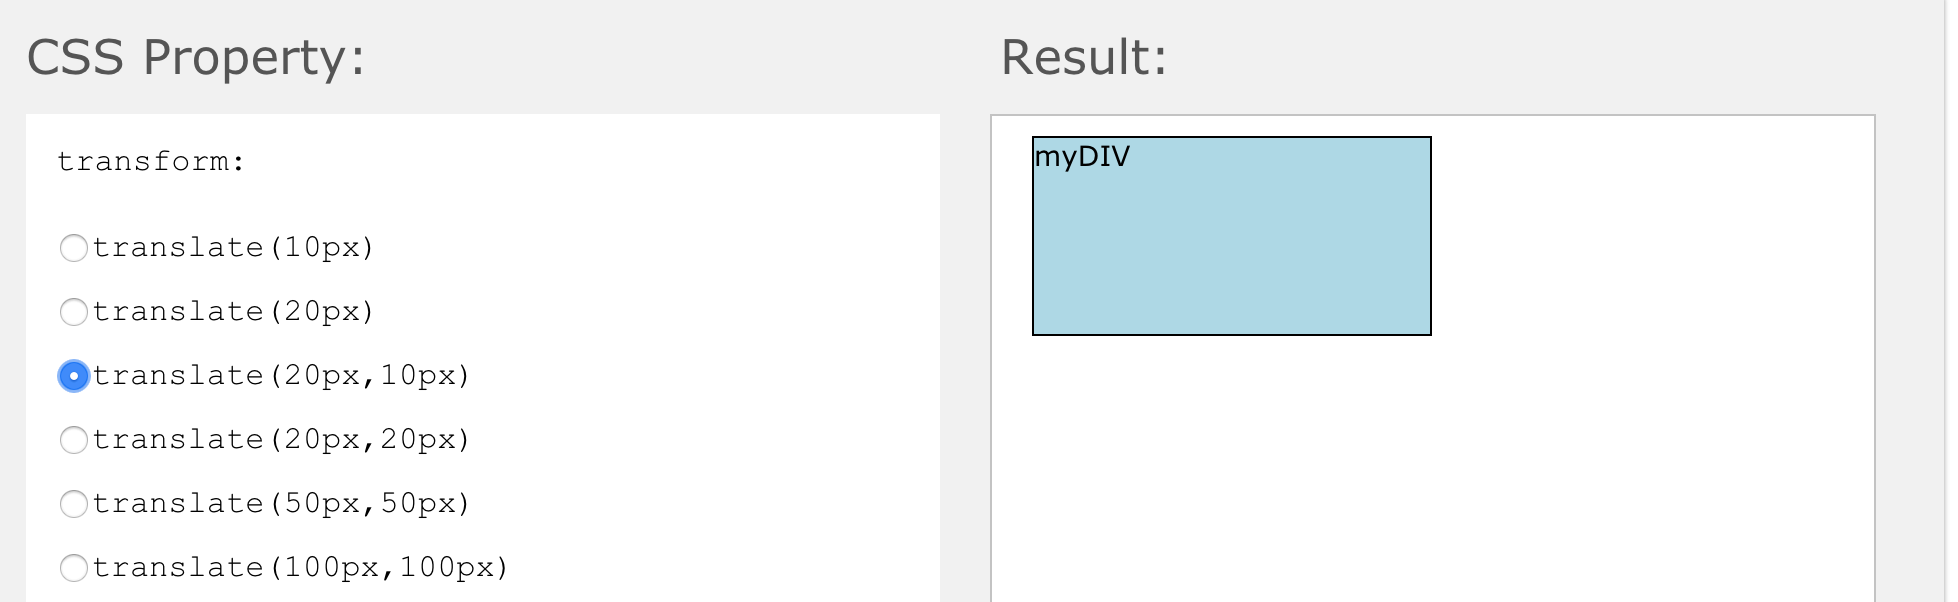 CSS Property:
transform:
translate(10px)
translate(20px)
translate(20px,10px)
translate(20px,20px)
translate(50px,50px)
translate(100px,100px)
Result:
myDIV